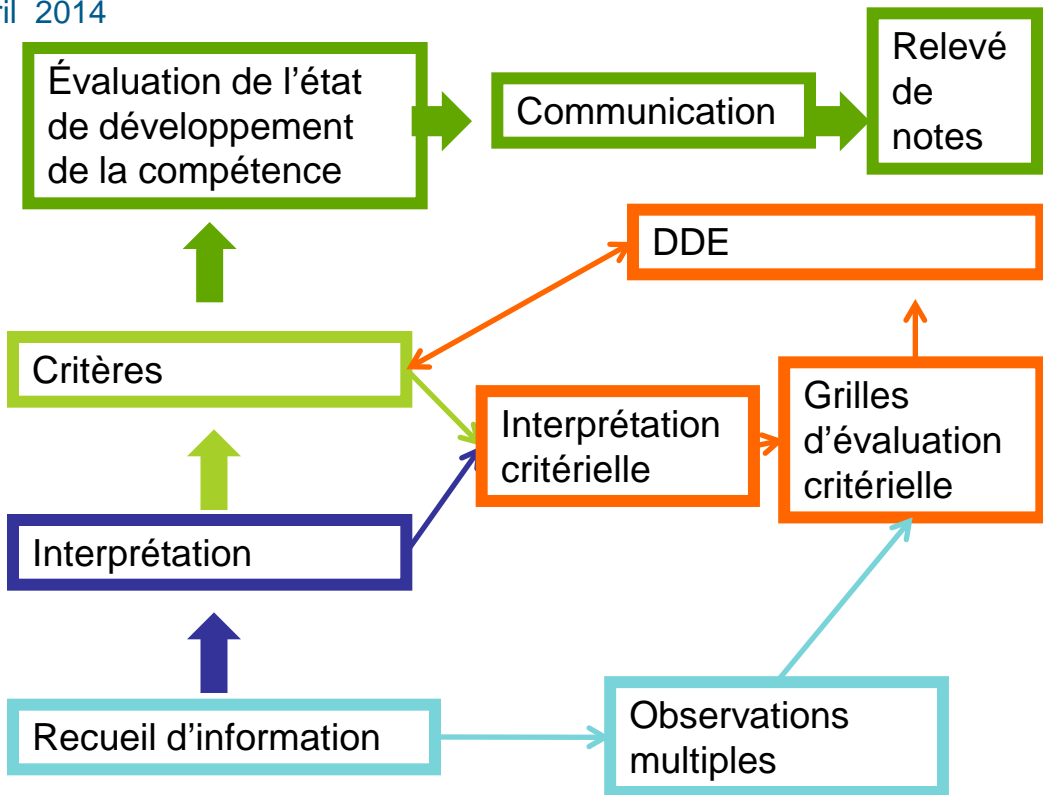 2014
Évaluation de l’état
de développement
de la compétence
Communication
Relevé
de
notes
DDE
Critères
Interprétation
critérielle
Grilles
d’évaluation
critérielle
Interprétation
Recueil d’information
Observations
multiples